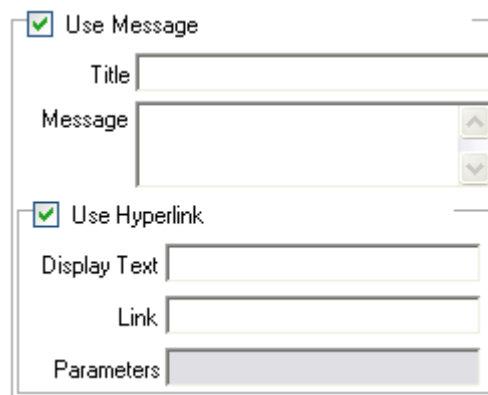 Use Message
Title
Message
Use Hyperlink
Display Text
Link
Parameters